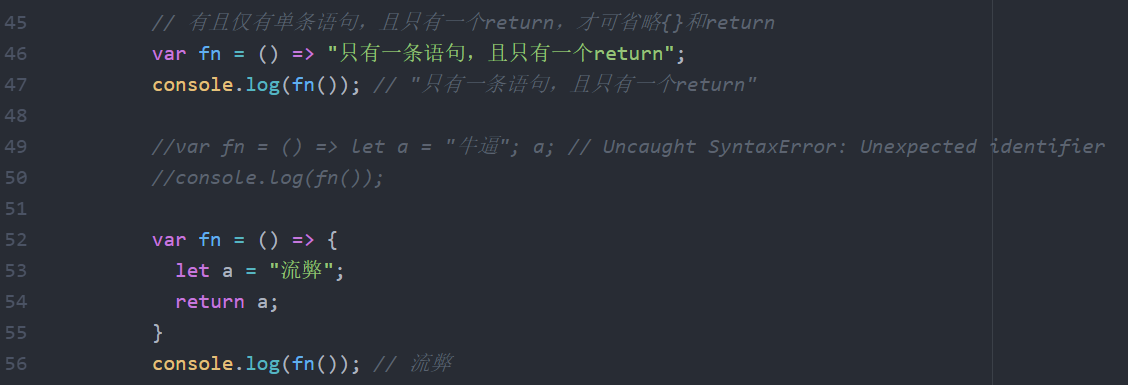 45 // 有且仅有单条语句，且只有一个return，才可省略{}和return
46 var fn = () => "只有一条语句，且只有一个return";
47 console.log(fn()); // "只有一条语句，且只有一个return"
48
49 //var fn = () => let a = "牛逼"; a; // Uncaught SyntaxError: Unexpected identifier
50 //console.log(fn());
51
52 var fn = () => {
53 let a = "流弊";
54 return a;
55 }
56 console.log(fn()); // 流弊